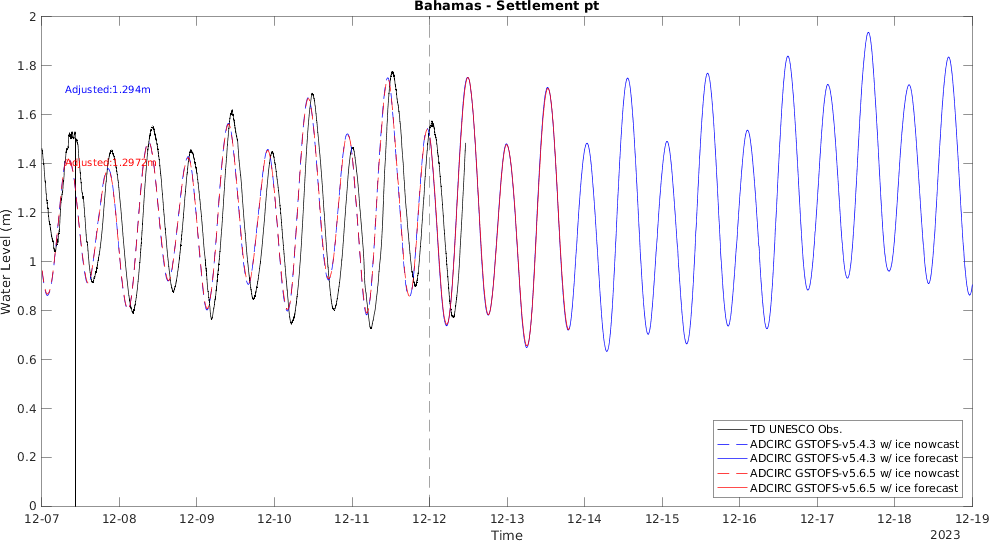 Bahamas - Settlement pt
Water Level (m)
2
1.8
1.6
1.4
1.2
1
0.8
0.6
0.4
0.2
0
Adjusted:1.294m
Adjusted:1.2972m
TD UNESCO Obs.
ADCIRC GSTOFS-v5.4.3 w/ ice nowcast
ADCIRC GSTOFS-v5.4.3 w/ ice forecast
ADCIRC GSTOFS-v5.6.5 w/ ice nowcast
ADCIRC GSTOFS-v5.6.5 w/ ice forecast
12-07 12-08 12-09 12-10 12-11 12-12 12-13 12-14 12-15 12-16 12-17 12-18 12-19
Time
2023